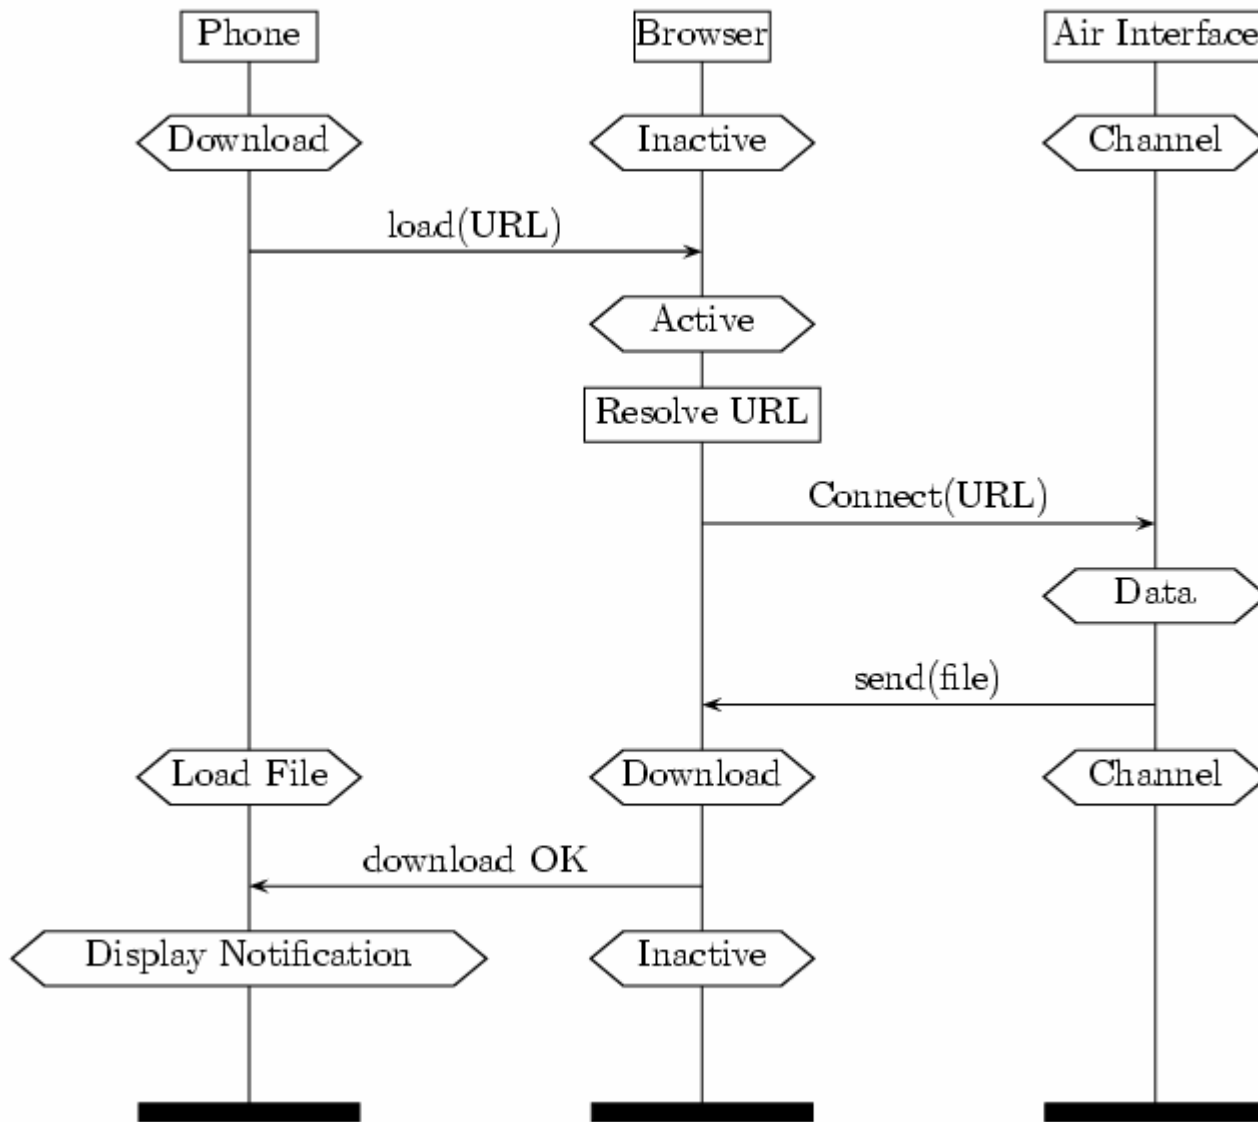 Phone
Browser
Air Interface
Download
Inactive
Channel
load(URL)
Active
Resolve URL
Connect(URL)
Data
send(file)
Load File
Download
Channel
download OK
Display Notification
Inactive